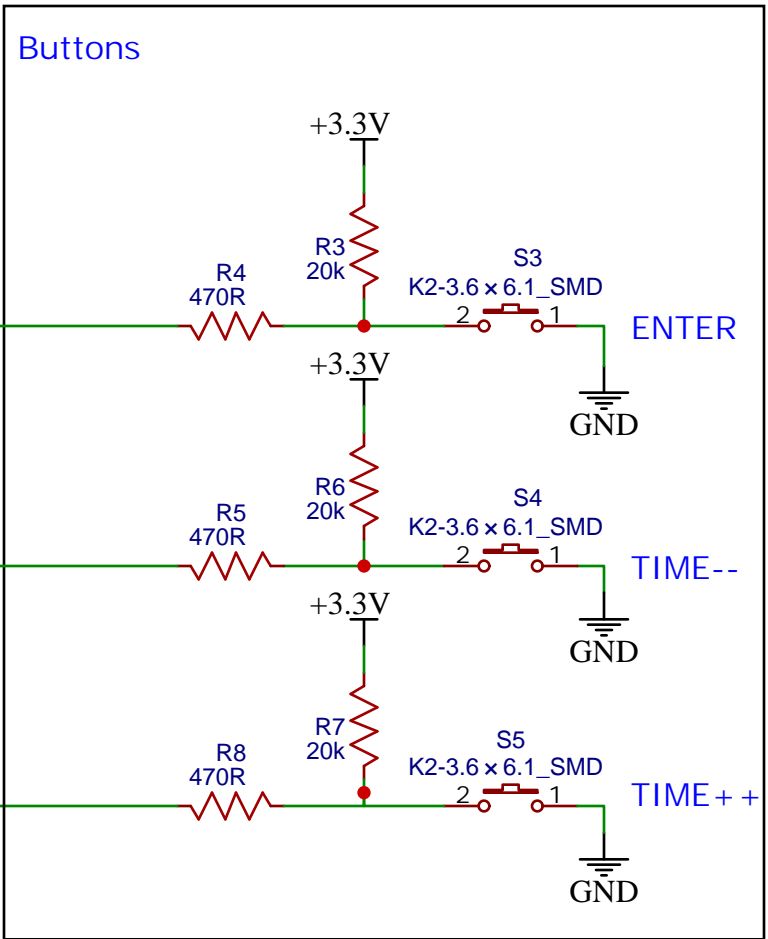 Buttons
+3.3V
R3
20k
R4
470R
S3
K2-3.6×6.1_SMD
2 1
ENTER
GND
+3.3V
R6
20k
R5
470R
S4
K2-3.6×6.1_SMD
2 1
TIME--
GND
+3.3V
R7
20k
R8
470R
S5
K2-3.6×6.1_SMD
2 1
TIME++
GND